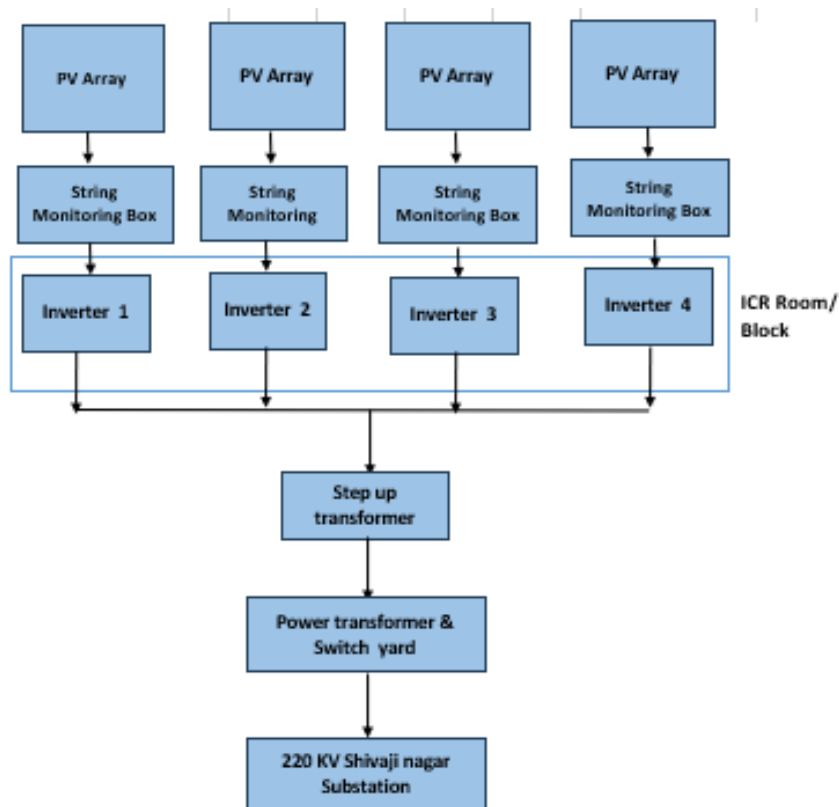 PV Array
PV Array
PV Array
PV Array
String
Monitoring Box
String
Monitoring
String
Monitoring Box
String
Monitoring Box
Inverter 1
Inverter 2
Inverter 3
Inverter 4
ICR Room/
Block
Step up
transformer
Power transformer &
Switch yard
220 KV Shivaji nagar
Substation